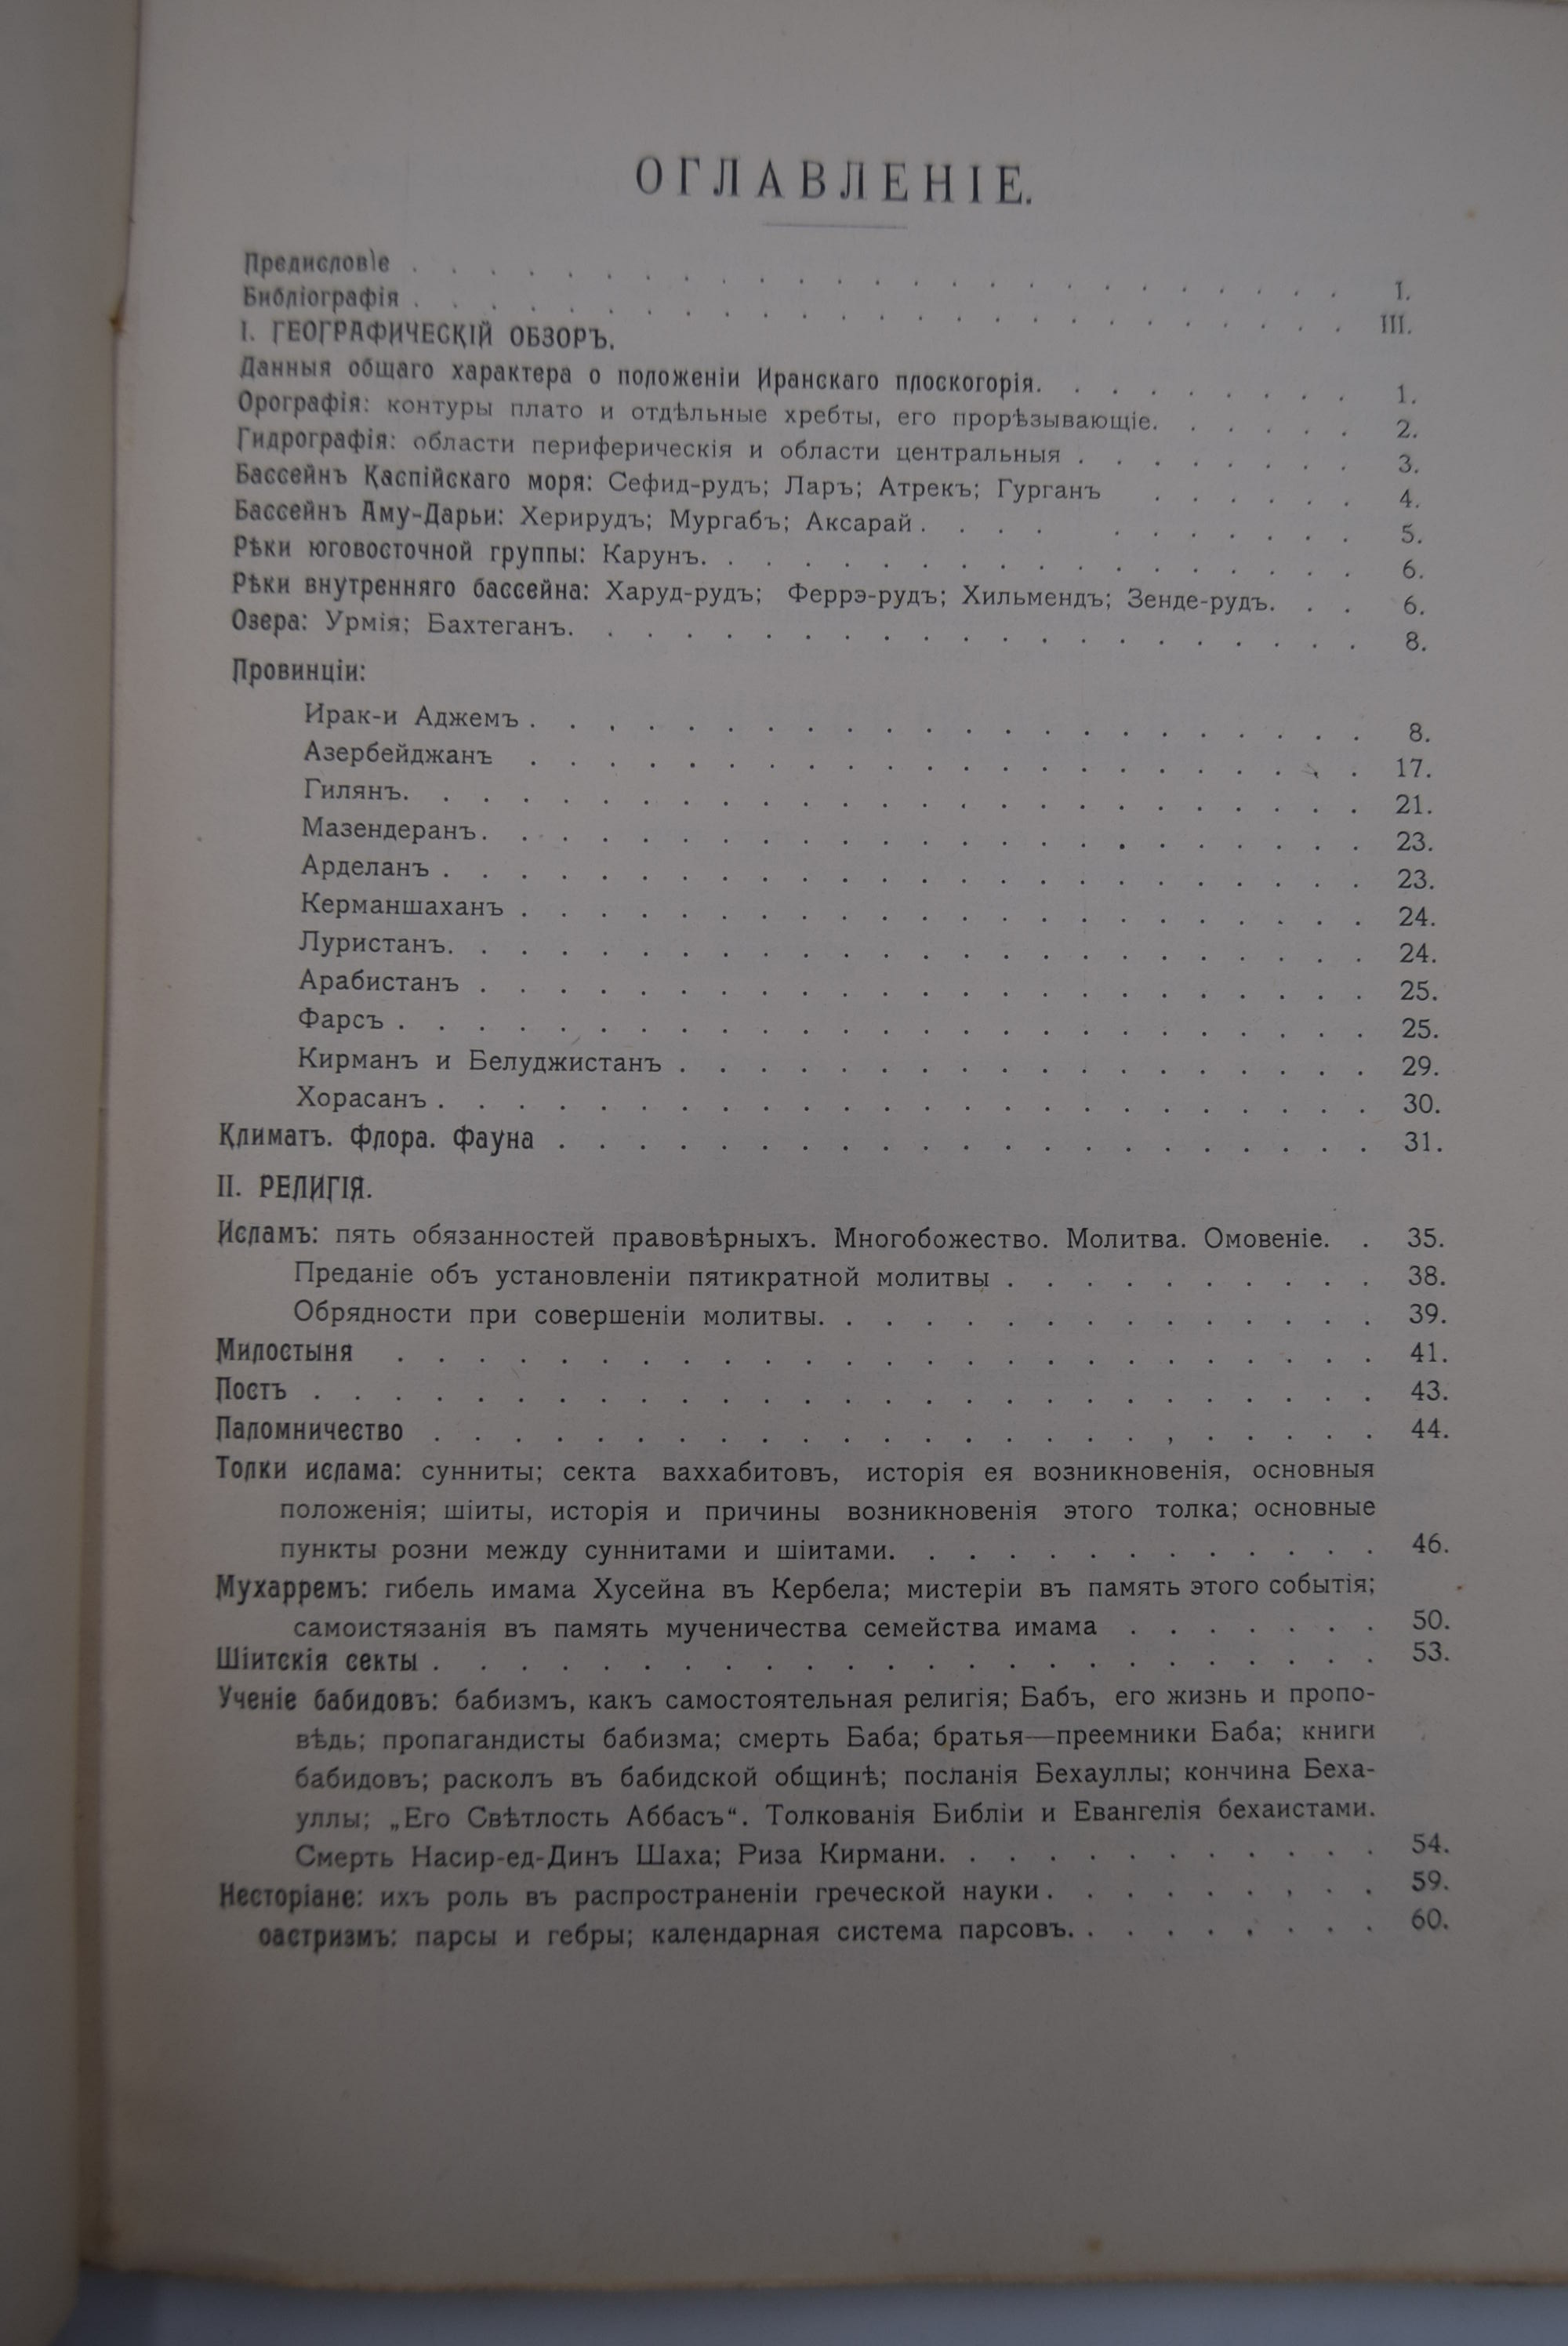 ОГЛАВЛЕНІЕ.
Предисловіе . . . . . . . . . . . . . . . . . . . . . . . . I.
Библіографія . . . . . . . . . . . . . . . . . . . . . . . . III.
I. ГЕОГРАФИЧЕСКІЙ ОБЗОРЪ.
Данныя общаго характера о положеніи Иранскаго плоскогорія. . . . . . . . . 1.
Орографія: контуры плато и отдѣльные хребты, его прорѣзывающіе. . . . . . 2.
Гидрографія: области периферическія и области центральныя . . . . . . . . 3.
Бассейнъ Каспійскаго моря: Сефид-рудъ; Ларъ; Атрекъ; Гурганъ . . . . . . 4.
Бассейнъ Аму-Дарьи: Херирудъ; Мургабъ; Аксарай . . . . . . . . . . . 5.
Рѣки юговосточной группы: Карунъ. . . . . . . . . . . . . . . . . . 6.
Рѣки внутренняго бассейна: Харуд-рудъ; Феррэ-рудъ; Хильмендъ; Зенде-рудъ. . . 6.
Озера: Урмія; Бахтеганъ. . . . . . . . . . . . . . . . . . . . . 8.
Провинціи:
Ирак-и Аджемъ . . . . . . . . . . . . . . . . . . . . . . 8.
Азербейджанъ . . . . . . . . . . . . . . . . . . . . . . 17.
Гилянъ. . . . . . . . . . . . . . . . . . . . . . . . . 21.
Мазендеранъ. . . . . . . . . . . . . . . . . . . . . . . 23.
Арделанъ . . . . . . . . . . . . . . . . . . . . . . . . 23.
Керманшаханъ . . . . . . . . . . . . . . . . . . . . . . 24.
Луристанъ. . . . . . . . . . . . . . . . . . . . . . . . 24.
Арабистанъ . . . . . . . . . . . . . . . . . . . . . . . 25.
Фарсъ . . . . . . . . . . . . . . . . . . . . . . . . . 25.
Кирманъ и Белуджистанъ . . . . . . . . . . . . . . . . . . 29.
Хорасанъ . . . . . . . . . . . . . . . . . . . . . . . . 30.
Климатъ. Флора. Фауна . . . . . . . . . . . . . . . . . . . . . 31.
II. РЕЛИГІЯ.
Исламъ: пять обязанностей правовѣрныхъ. Многобожество. Молитва. Омовеніе. . 35.
Преданіе объ установленіи пятикратной молитвы . . . . . . . . . . 38.
Обрядности при совершеніи молитвы. . . . . . . . . . . . . . . 39.
Милостыня . . . . . . . . . . . . . . . . . . . . . . . . . 41.
Постъ . . . . . . . . . . . . . . . . . . . . . . . . . . . 43.
Паломничество . . . . . . . . . . . . . . . . . . . . . . . . 44.
Толки ислама: сунниты; секта ваххабитовъ, исторія ея возникновенія, основныя
положенія; шіиты, исторія и причины возникновенія этого толка; основные
пункты розни между суннитами и шіитами. . . . . . . . . . . . . 46.
Мухарремъ: гибель имама Хусейна въ Кербела; мистеріи въ память этого событія;
самоистязанія въ память мученичества семейства имама . . . . . . . 50.
Шіитскія секты . . . . . . . . . . . . . . . . . . . . . . . . 53.
Ученіе бабидовъ: бабизмъ, какъ самостоятельная религія; Бабъ, его жизнь и пропо-
вѣдь; пропагандисты бабизма; смерть Баба; братья—преемники Баба; книги
бабидовъ; расколъ въ бабидской общинѣ; посланія Бехауллы; кончина Беха-
уллы; „Его Свѣтлость Аббасъ“. Толкованія Библіи и Евангелія бехаистами.
Смерть Насир-ед-Динъ Шаха; Риза Кирмани. . . . . . . . . . . . 54.
Несторіане: ихъ роль въ распространеніи греческой науки . . . . . . . . . 59.
оастризмъ: парсы и гебры; календарная система парсовъ. . . . . . . . . 60.